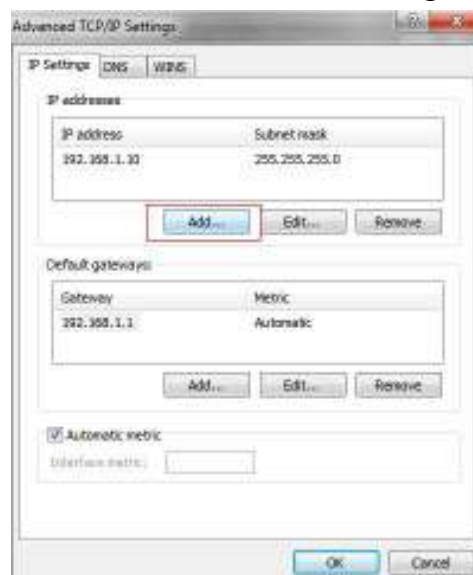 Advanced TCP/IP Settings
IP Settings DNS WINS
IP addresses
IP address Subnet mask
192.168.1.10 255.255.255.0
Add... Edit... Remove
Default gateways:
Gateway Metric
192.168.1.1 Automatic
Add... Edit... Remove
Automatic metric
Interface metric:
OK Cancel